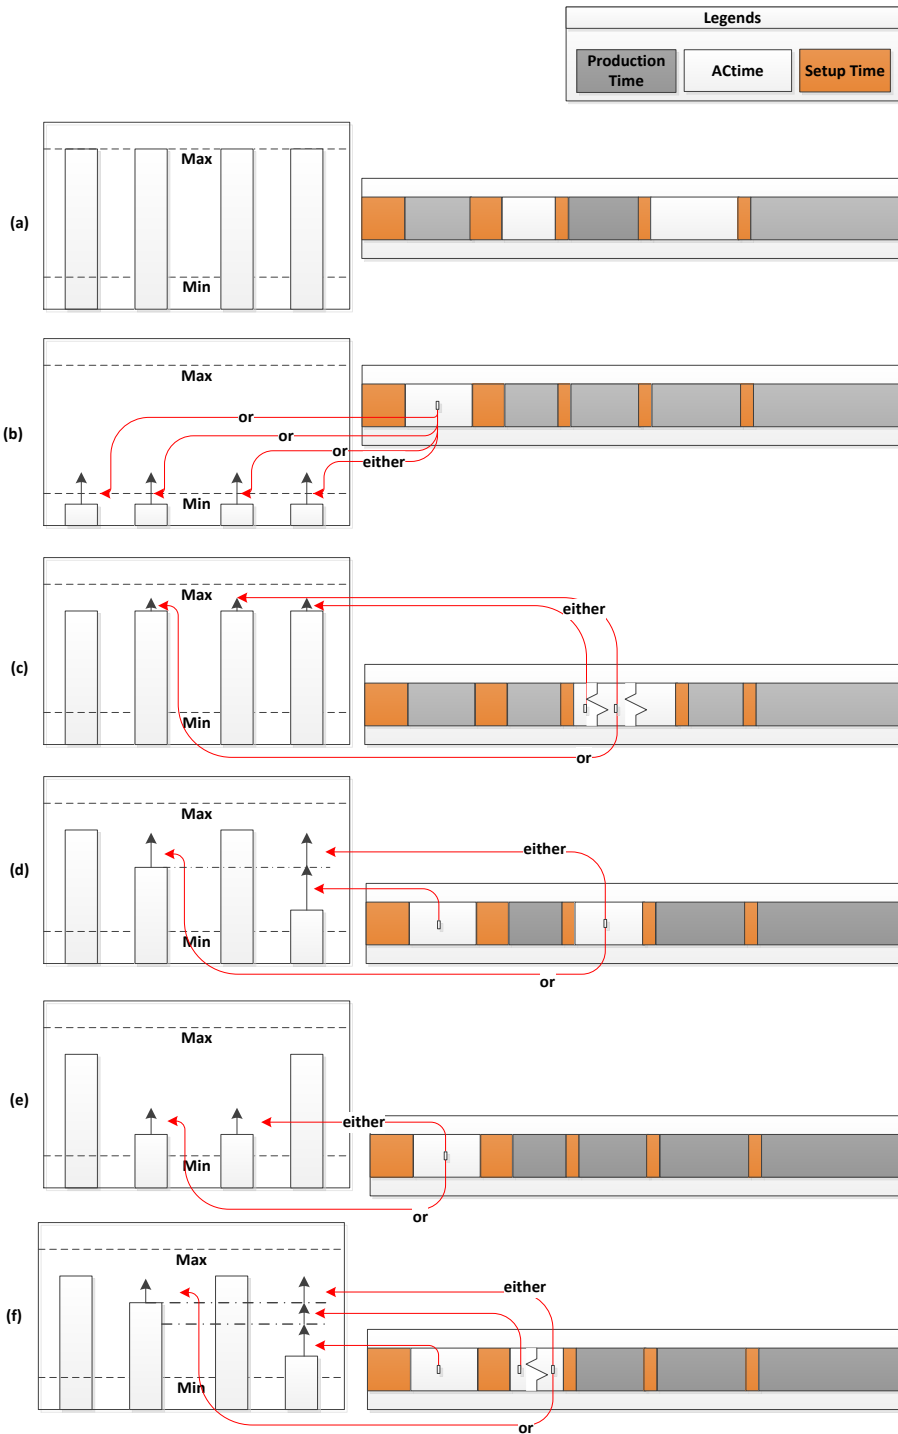 Legends
Production Time
ACtime
Setup Time
(a)
Max
Min
(b)
Max
or
or
or
either
Min
(c)
Max
either
Min
or
(d)
Max
either
Min
or
(e)
Max
either
Min
or
(f)
Max
either
Min
or